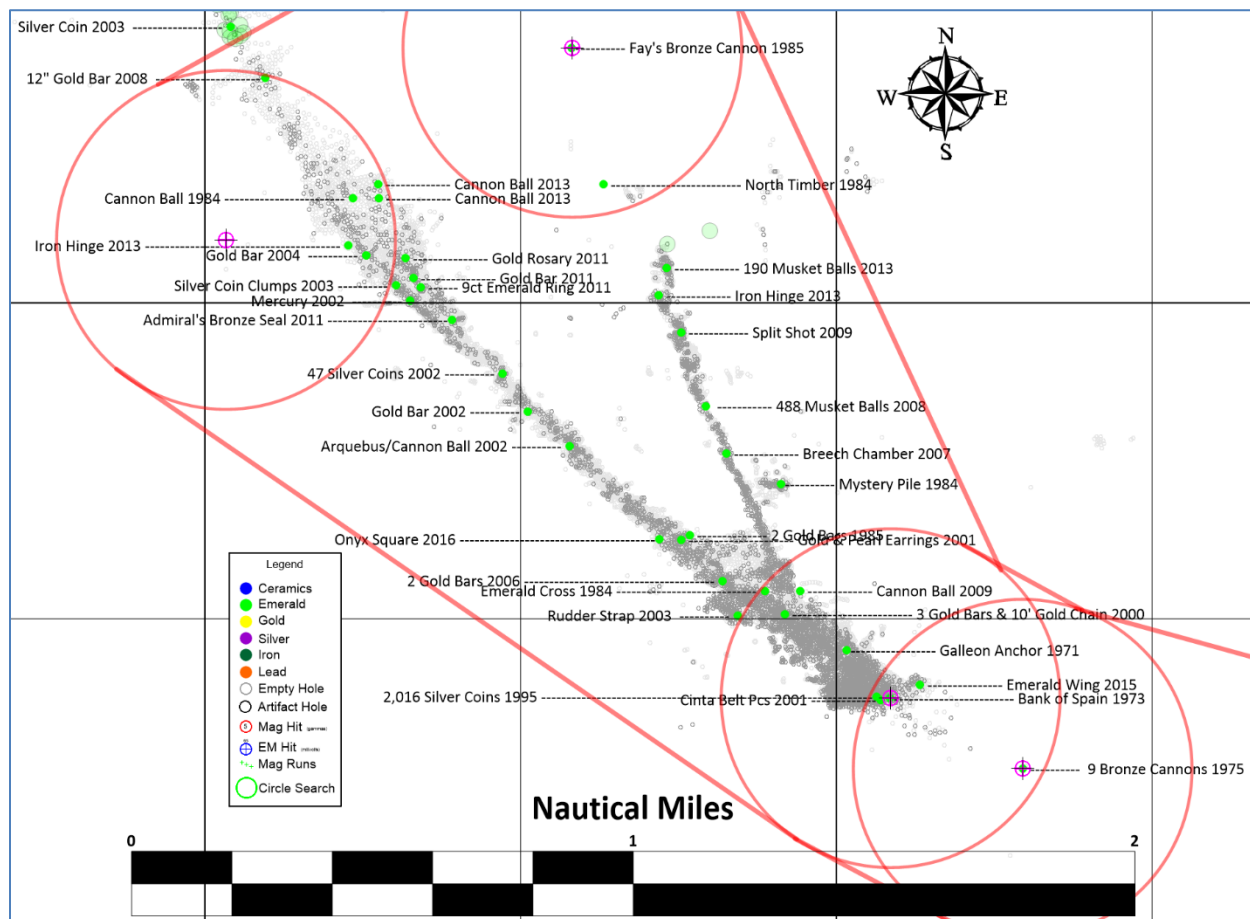 Silver Coin 2003
Fay's Bronze Cannon 1985
N
12" Gold Bar 2008
W
E
S
Cannon Ball 2013
North Timber 1984
Cannon Ball 1984
Cannon Ball 2013
Iron Hinge 2013
Gold Bar 2004
Gold Rosary 2011
190 Musket Balls 2013
Gold Bar 2011
Silver Coin Clumps 2003
9ct Emerald Ring 2011
Iron Hinge 2013
Mercury 2002
Admiral's Bronze Seal 2011
Split Shot 2009
47 Silver Coins 2002
488 Musket Balls 2008
Gold Bar 2002
Arquebus/Cannon Ball 2002
Breech Chamber 2007
Mystery Pile 1984
2 Gold Bars 1985
Onyx Square 2016
Gold & Pearl Earrings 2001
2 Gold Bars 2006
Emerald Cross 1984
Cannon Ball 2009
Rudder Strap 2003
3 Gold Bars & 10' Gold Chain 2000
Galleon Anchor 1971
Emerald Wing 2015
2,016 Silver Coins 1995
Cinta Belt Pcs 2001
Bank of Spain 1973
9 Bronze Cannons 1975
Legend
Ceramics
Emerald
Gold
Silver
Iron
Lead
Empty Hole
Artifact Hole
Mag Hit
EM Hit
Mag Runs
Circle Search
Nautical Miles
0
1
2